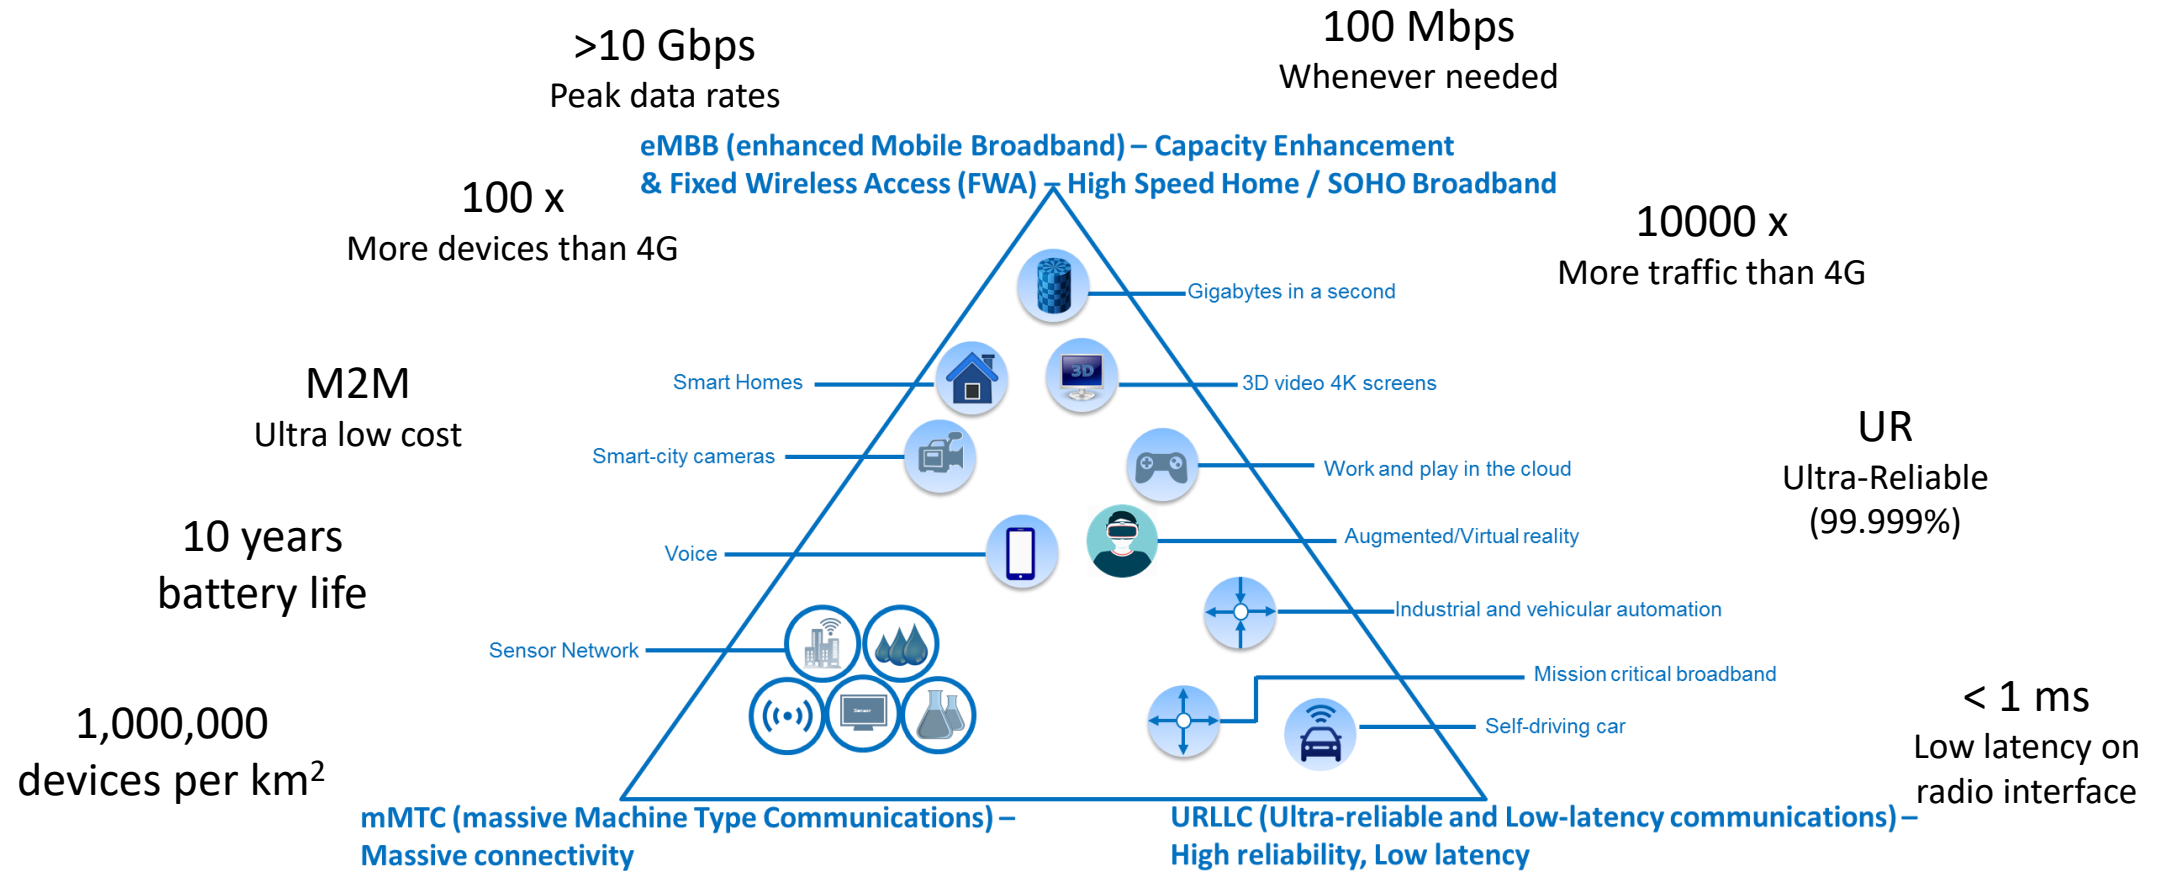 >10 Gbps
Peak data rates
100 Mbps
Whenever needed
eMBB (enhanced Mobile Broadband) – Capacity Enhancement
& Fixed Wireless Access (FWA) – High Speed Home / SOHO Broadband
100 x
More devices than 4G
10000 x
More traffic than 4G
Gigabytes in a second
M2M
Ultra low cost
Smart Homes
3D
3D video 4K screens
UR
Ultra-Reliable
(99.999%)
Smart-city cameras
Work and play in the cloud
10 years
battery life
Voice
Augmented/Virtual reality
Industrial and vehicular automation
Sensor Network
Mission critical broadband
1,000,000
devices per km²
Sensor
Self-driving car
< 1 ms
Low latency on
radio interface
mMTC (massive Machine Type Communications) –
Massive connectivity
URLLC (Ultra-reliable and Low-latency communications) –
High reliability, Low latency